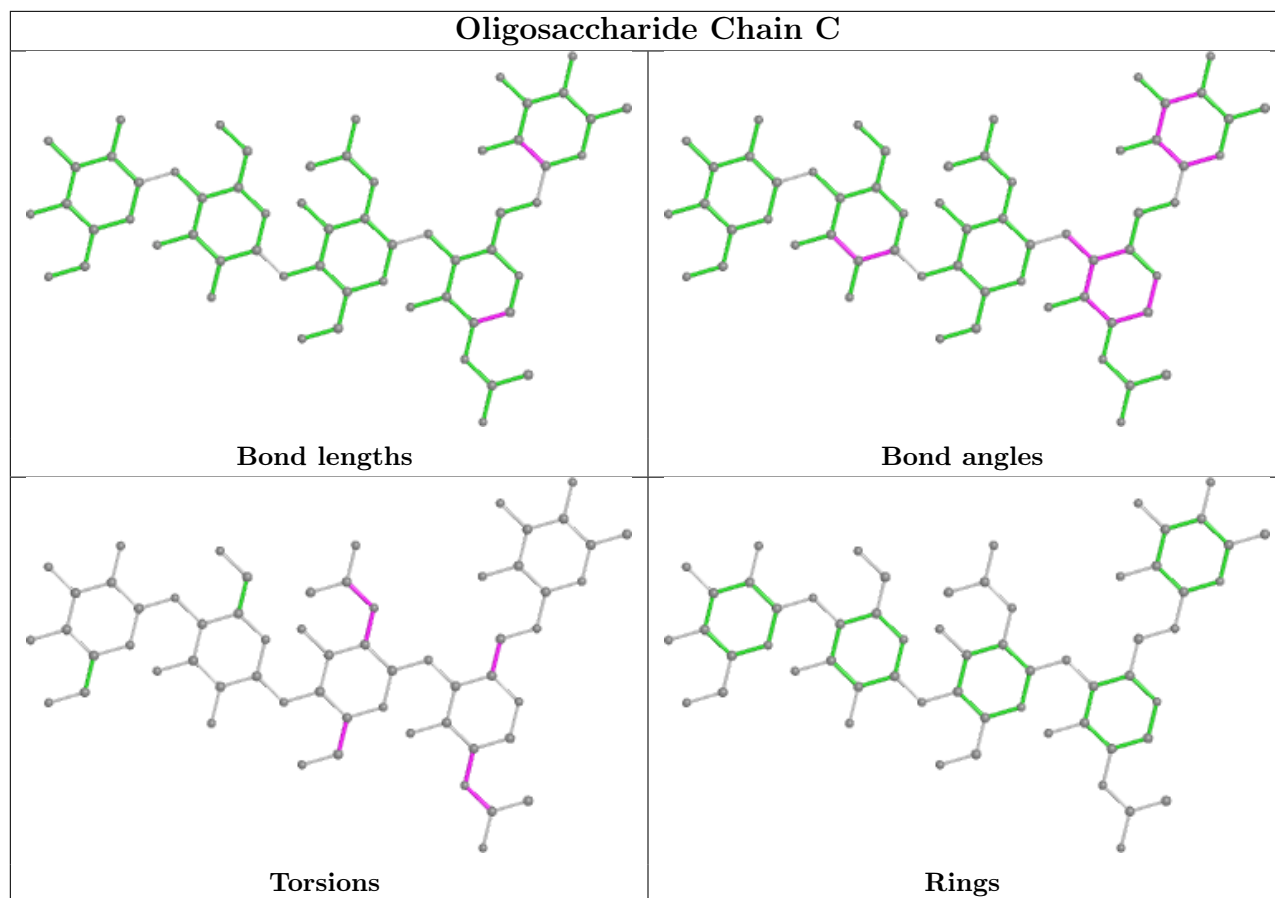 Oligosaccharide Chain C
Bond lengths
Bond angles
Torsions
Rings